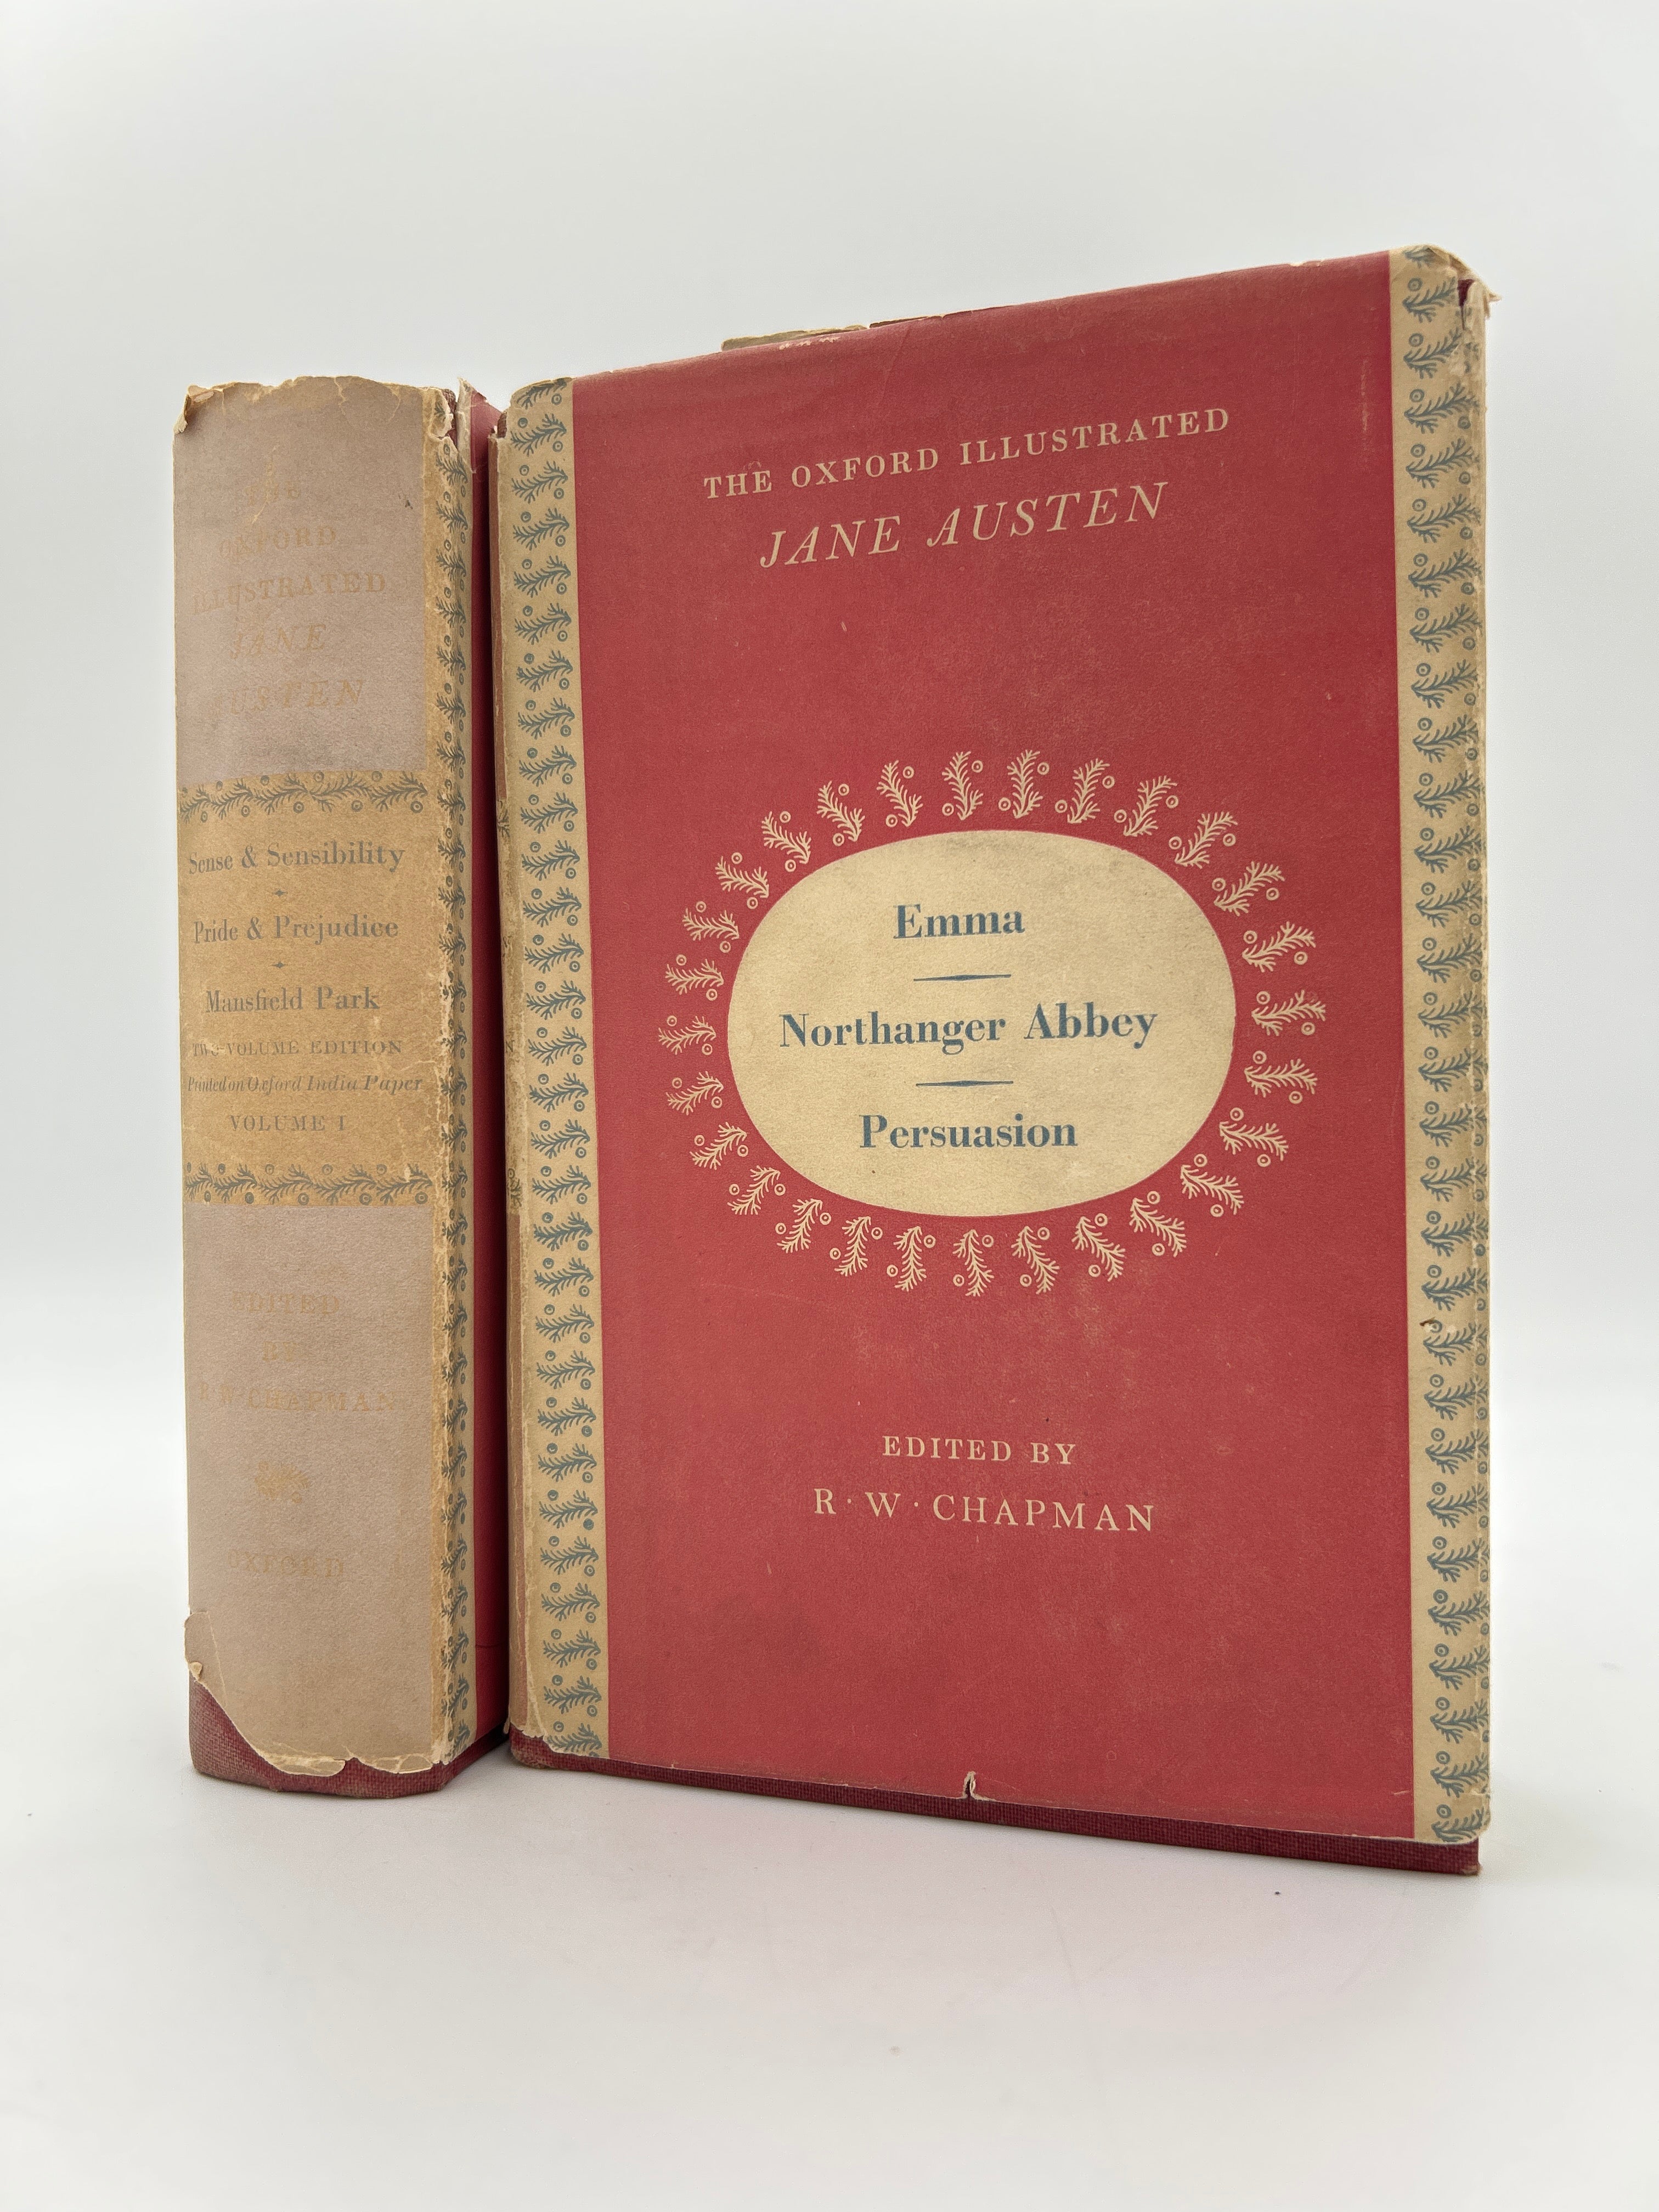 THE
OXFORD
ILLUSTRATED
JANE
AUSTEN
Sense & Sensibility
Pride & Prejudice
Mansfield Park
TWO-VOLUME EDITION
Printed on Oxford India Paper
VOLUME I
EDITED
BY
R·W·CHAPMAN
OXFORD
THE OXFORD ILLUSTRATED
JANE AUSTEN
Emma
Northanger Abbey
Persuasion
EDITED BY
R·W·CHAPMAN